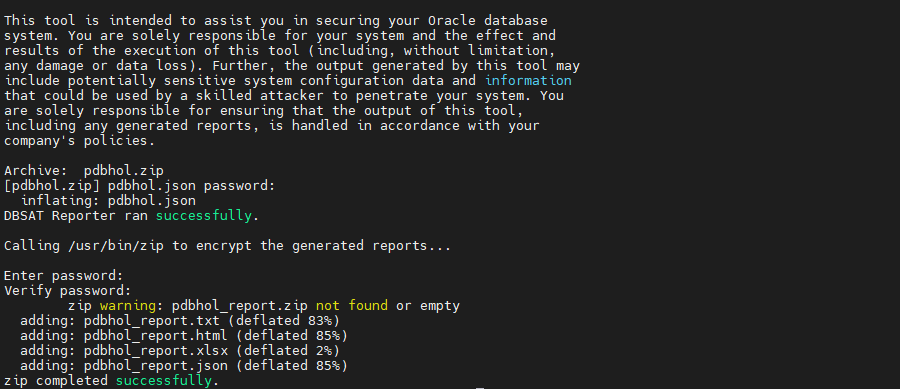 This tool is intended to assist you in securing your Oracle database
system. You are solely responsible for your system and the effect and
results of the execution of this tool (including, without limitation,
any damage or data loss). Further, the output generated by this tool may
include potentially sensitive system configuration data and information
that could be used by a skilled attacker to penetrate your system. You
are solely responsible for ensuring that the output of this tool,
including any generated reports, is handled in accordance with your
company's policies.
Archive:  pdbhol.zip
[pdbhol.zip] pdbhol.json password:
  inflating: pdbhol.json
DBSAT Reporter ran successfully.
Calling /usr/bin/zip to encrypt the generated reports...
Enter password:
Verify password:
        zip warning: pdbhol_report.zip not found or empty
  adding: pdbhol_report.txt (deflated 83%)
  adding: pdbhol_report.html (deflated 85%)
  adding: pdbhol_report.xlsx (deflated 2%)
  adding: pdbhol_report.json (deflated 85%)
zip completed successfully.